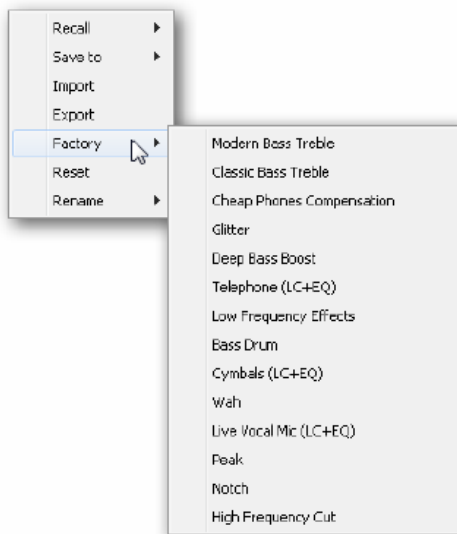 Recall
Save to
Import
Export
Factory
Reset
Rename
Modern Bass Treble
Classic Bass Treble
Cheap Phones Compensation
Glitter
Deep Bass Boost
Telephone (LC+EQ)
Low Frequency Effects
Bass Drum
Cymbals (LC+EQ)
Wah
Live Vocal Mic (LC+EQ)
Peak
Notch
High Frequency Cut